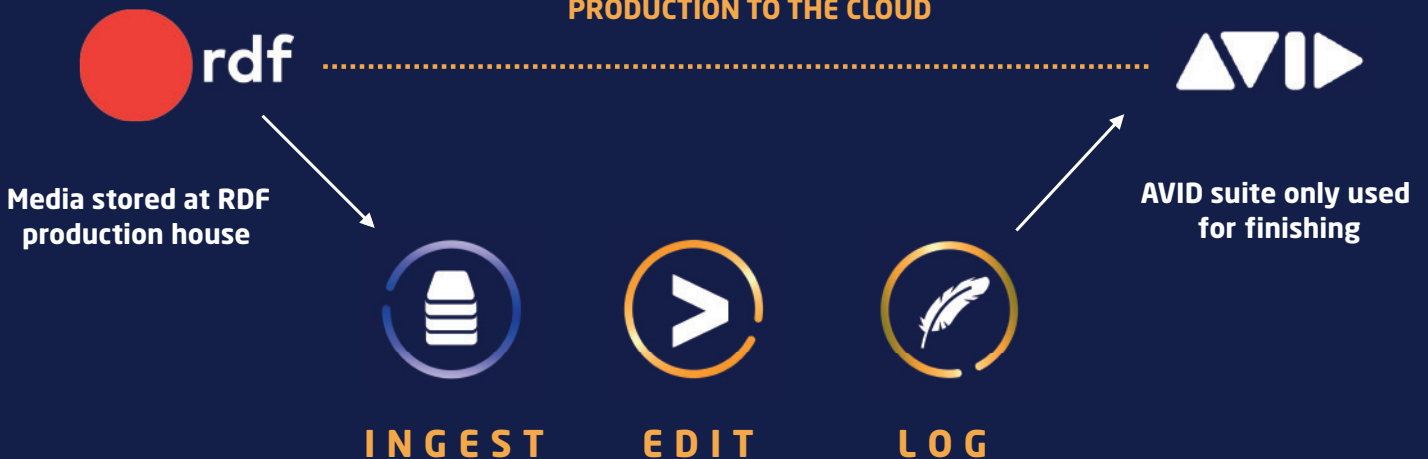 PRODUCTION TO THE CLOUD
rdf
AVID
Media stored at RDF
production house
AVID suite only used
for finishing
INGEST
EDIT
LOG